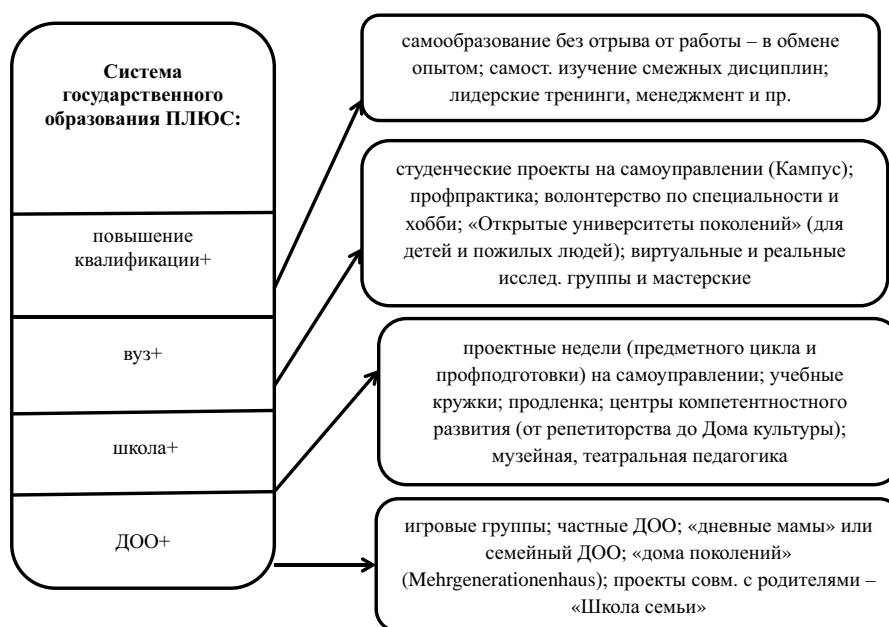 Система
государственного
образования ПЛЮС:
повышение
квалификации+
вуз+
школа+
ДОО+
самообразование без отрыва от работы – в обмене
опытом; самост. изучение смежных дисциплин;
лидерские тренинги, менеджмент и пр.
студенческие проекты на самоуправлении (Кампус);
профпрактика; волонтерство по специальности и
хобби; «Открытые университеты поколений» (для
детей и пожилых людей); виртуальные и реальные
исслед. группы и мастерские
проектные недели (предметного цикла и
профподготовки) на самоуправлении; учебные
кружки; продленка; центры компетентностного
развития (от репетиторства до Дома культуры);
музейная, театральная педагогика
игровые группы; частные ДОО; «дневные мамы» или
семейный ДОО; «дома поколений»
(Mehrgenerationenhaus); проекты совм. с родителями –
«Школа семьи»